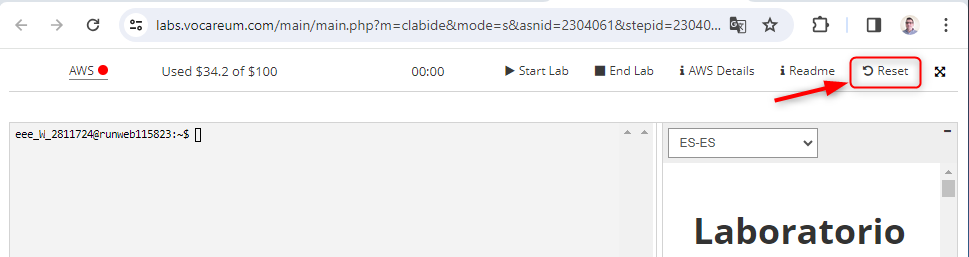 labs.vocareum.com/main/main.php?m=clabide&mode=s&asnid=2304061&stepid=23040...
AWS Used $34.2 of $100 00:00 Start Lab End Lab AWS Details Readme Reset
eee_W_2811724@runweb115823:~$
ES-ES
Laboratorio